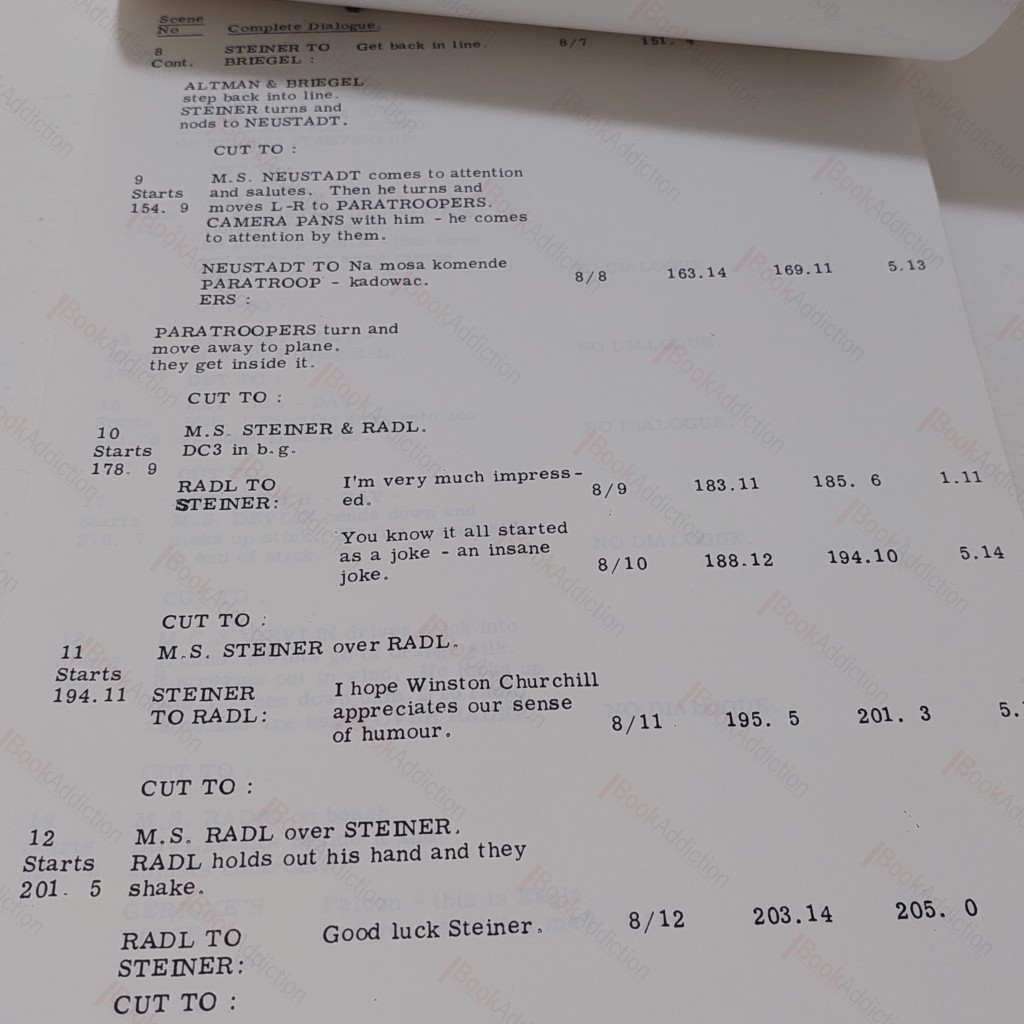 Scene
No Complete Dialogue.
8 STEINER TO Get back in line. 8/7 151. 4
Cont. BRIEGEL :
ALTMAN & BRIEGEL
step back into line.
STEINER turns and
nods to NEUSTADT.
CUT TO :
9 M.S. NEUSTADT comes to attention
Starts and salutes. Then he turns and
154. 9 moves L-R to PARATROOPERS.
CAMERA PANS with him - he comes
to attention by them.
NEUSTADT TO Na mosa komende 8/8 163.14 169.11 5.13
PARATROOP - kadowac.
ERS :
PARATROOPERS turn and
move away to plane.
they get inside it.
CUT TO :
10 M.S. STEINER & RADL.
Starts DC3 in b.g.
178. 9
RADL TO I'm very much impress- 8/9 183.11 185. 6 1.11
STEINER: ed.
You know it all started
as a joke - an insane 8/10 188.12 194.10 5.14
joke.
CUT TO :
11 M.S. STEINER over RADL.
Starts
194.11 STEINER I hope Winston Churchill
TO RADL: appreciates our sense 8/11 195. 5 201. 3 5.
of humour.
CUT TO :
12 M.S. RADL over STEINER.
Starts RADL holds out his hand and they
201. 5 shake.
RADL TO Good luck Steiner. 8/12 203.14 205. 0
STEINER:
CUT TO :